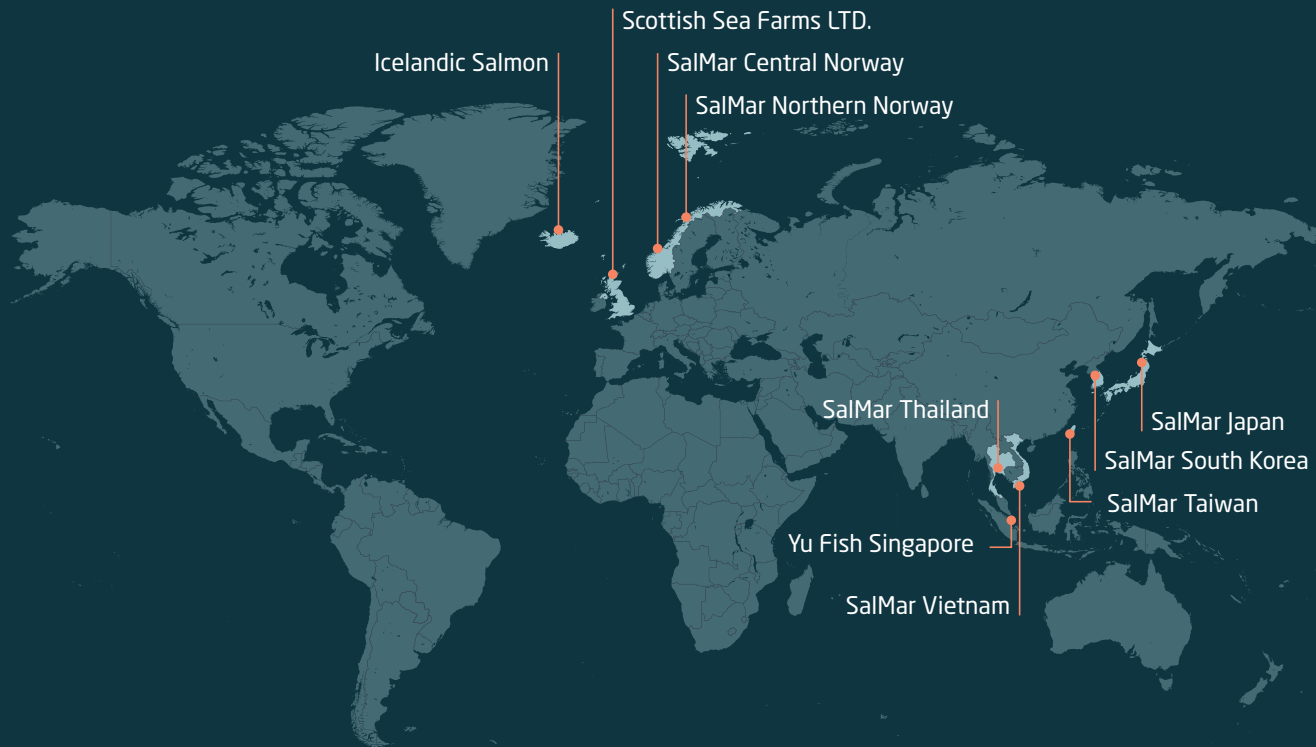 Scottish Sea Farms LTD.
Icelandic Salmon
SalMar Central Norway
SalMar Northern Norway
SalMar Thailand
SalMar Japan
SalMar South Korea
SalMar Taiwan
Yu Fish Singapore
SalMar Vietnam